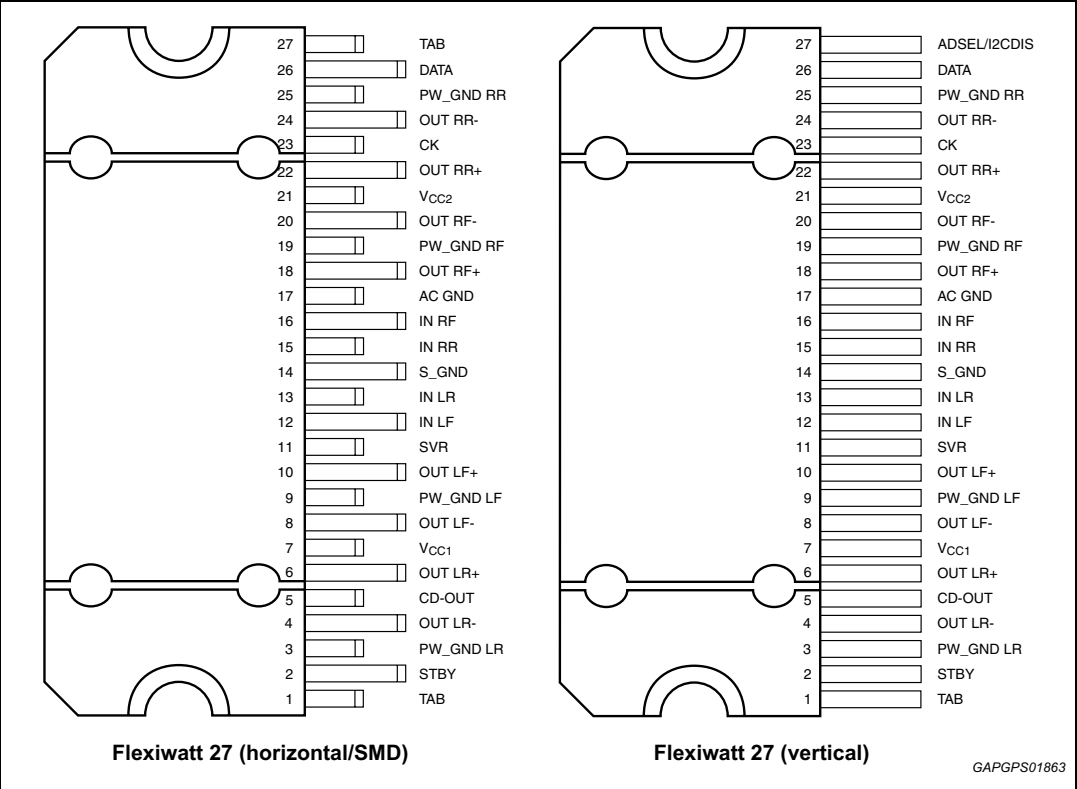 27 TAB
26 DATA
25 PW_GND RR
24 OUT RR-
23 CK
22 OUT RR+
21 VCC2
20 OUT RF-
19 PW_GND RF
18 OUT RF+
17 AC GND
16 IN RF
15 IN RR
14 S_GND
13 IN LR
12 IN LF
11 SVR
10 OUT LF+
9 PW_GND LF
8 OUT LF-
7 VCC1
6 OUT LR+
5 CD-OUT
4 OUT LR-
3 PW_GND LR
2 STBY
1 TAB
Flexiwatt 27 (horizontal/SMD)
27 ADSEL/I2CDIS
26 DATA
25 PW_GND RR
24 OUT RR-
23 CK
22 OUT RR+
21 VCC2
20 OUT RF-
19 PW_GND RF
18 OUT RF+
17 AC GND
16 IN RF
15 IN RR
14 S_GND
13 IN LR
12 IN LF
11 SVR
10 OUT LF+
9 PW_GND LF
8 OUT LF-
7 VCC1
6 OUT LR+
5 CD-OUT
4 OUT LR-
3 PW_GND LR
2 STBY
1 TAB
Flexiwatt 27 (vertical)
GAPGPS01863